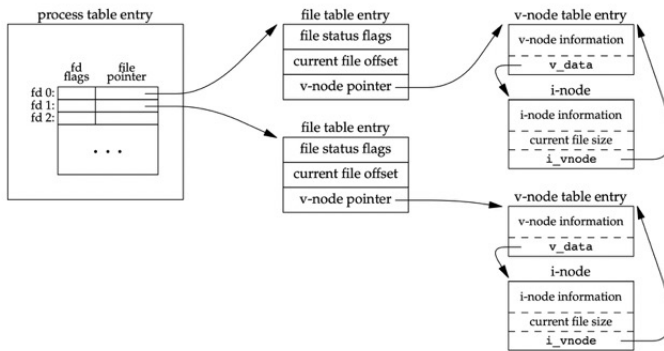 process table entry
fd
flags
file
pointer
fd 0:
fd 1:
fd 2:
. . .
file table entry
file status flags
current file offset
v-node pointer
file table entry
file status flags
current file offset
v-node pointer
v-node table entry
v-node information
v_data
i-node
i-node information
current file size
i_vnode
v-node table entry
v-node information
v_data
i-node
i-node information
current file size
i_vnode